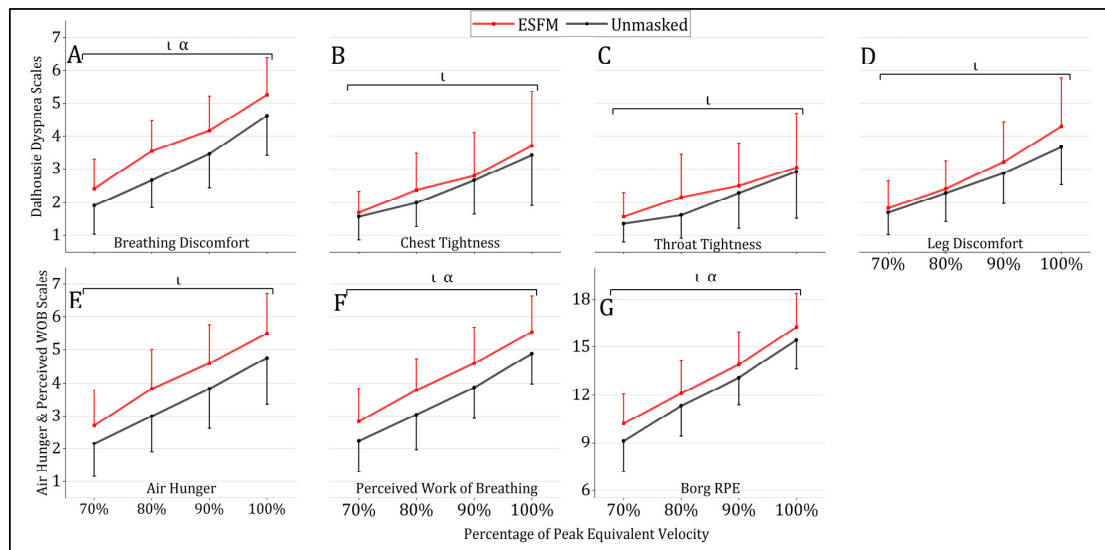 ESFM Unmasked
Dalhousie Dyspnea Scales
7
6
5
4
3
2
1
A
ι α
Breathing Discomfort
B
ι
Chest Tightness
C
ι
Throat Tightness
D
ι
Leg Discomfort
70% 80% 90% 100%
Air Hunger & Perceived WOB Scales
7
6
5
4
3
2
1
E
ι
Air Hunger
70% 80% 90% 100%
F
ι α
Perceived Work of Breathing
70% 80% 90% 100%
18
15
12
9
6
G
ι α
Borg RPE
70% 80% 90% 100%
Percentage of Peak Equivalent Velocity